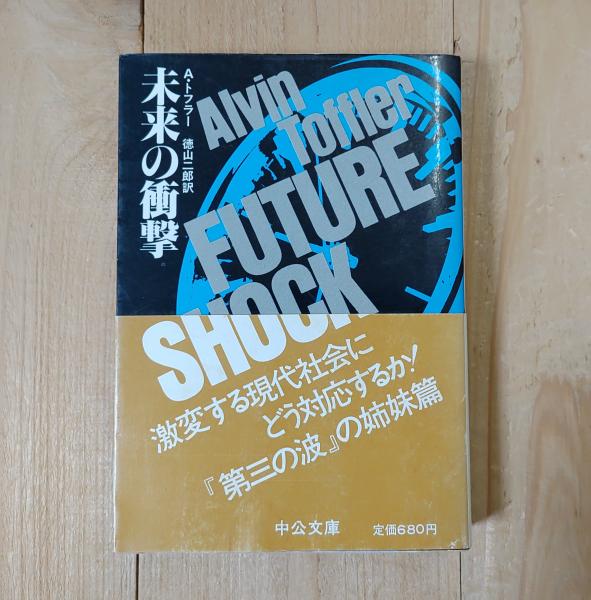 A・トフラー 徳山二郎訳
未来の衝撃
Alvin
Toffler
FUTURE
SHOCK
激変する現代社会に
どう対応するか!
『第三の波』の姉妹篇
中公文庫 定価680円